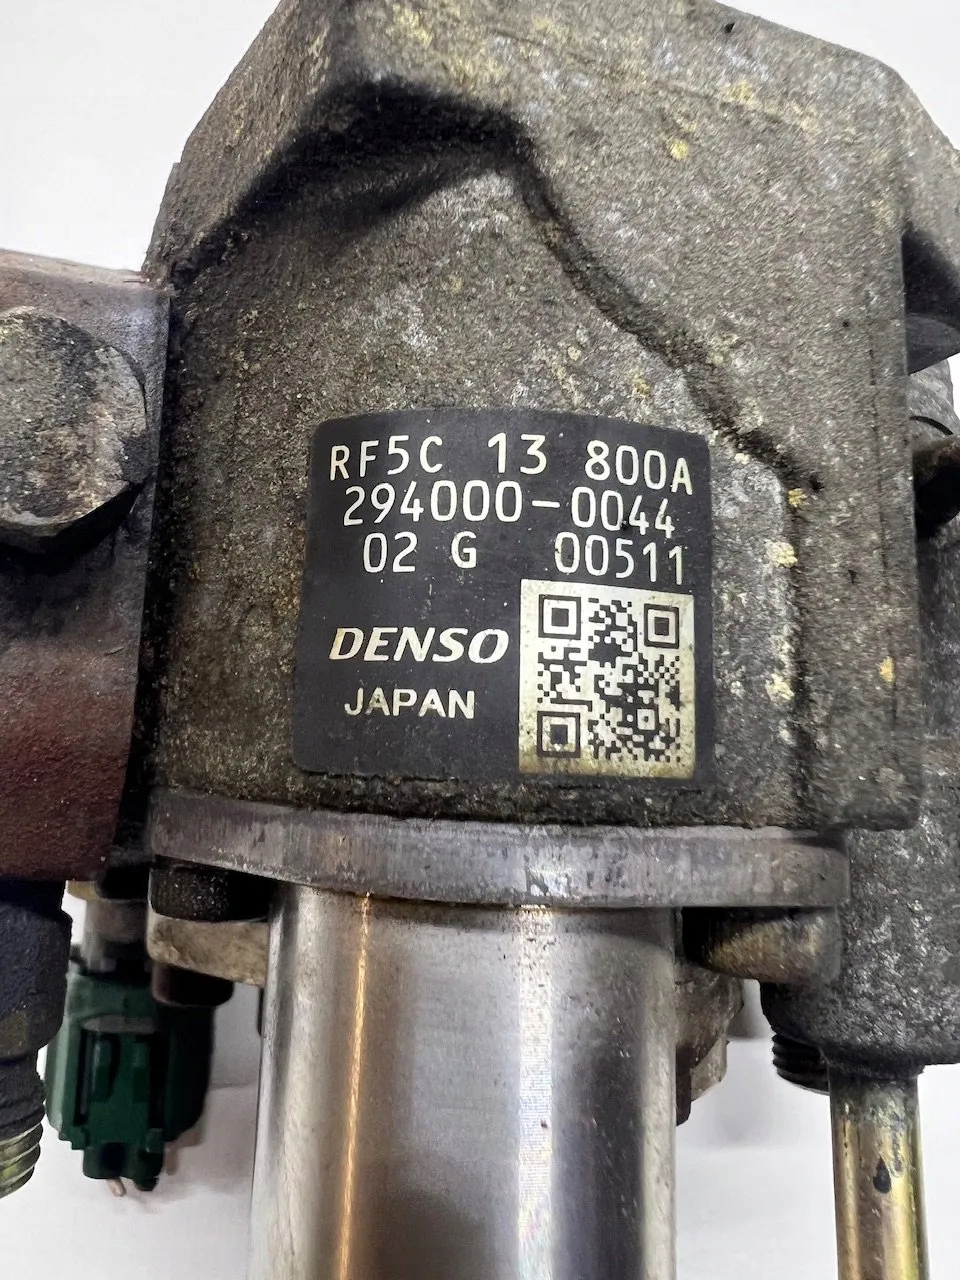 RF5C 13 800A
294000-0044
02 G 00511
DENSO
JAPAN